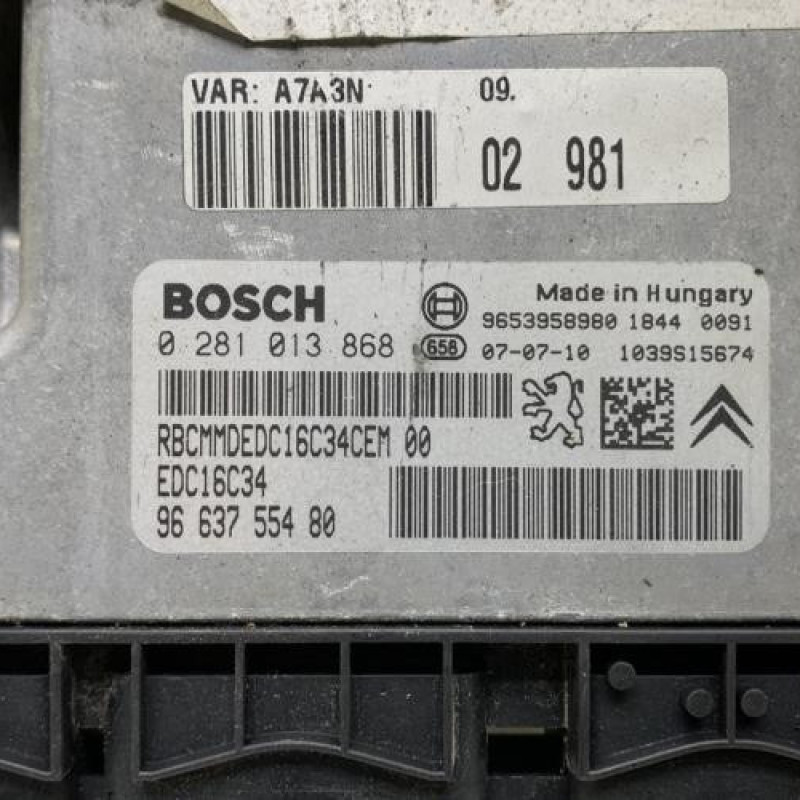 VAR: A7A3N 09.
02 981
BOSCH
Made in Hungary
9653958980 1844 0091
0 281 013 868
658 07-07-10 1039S15674
RBCMMDEDC16C34CEM 00
EDC16C34
96 637 554 80